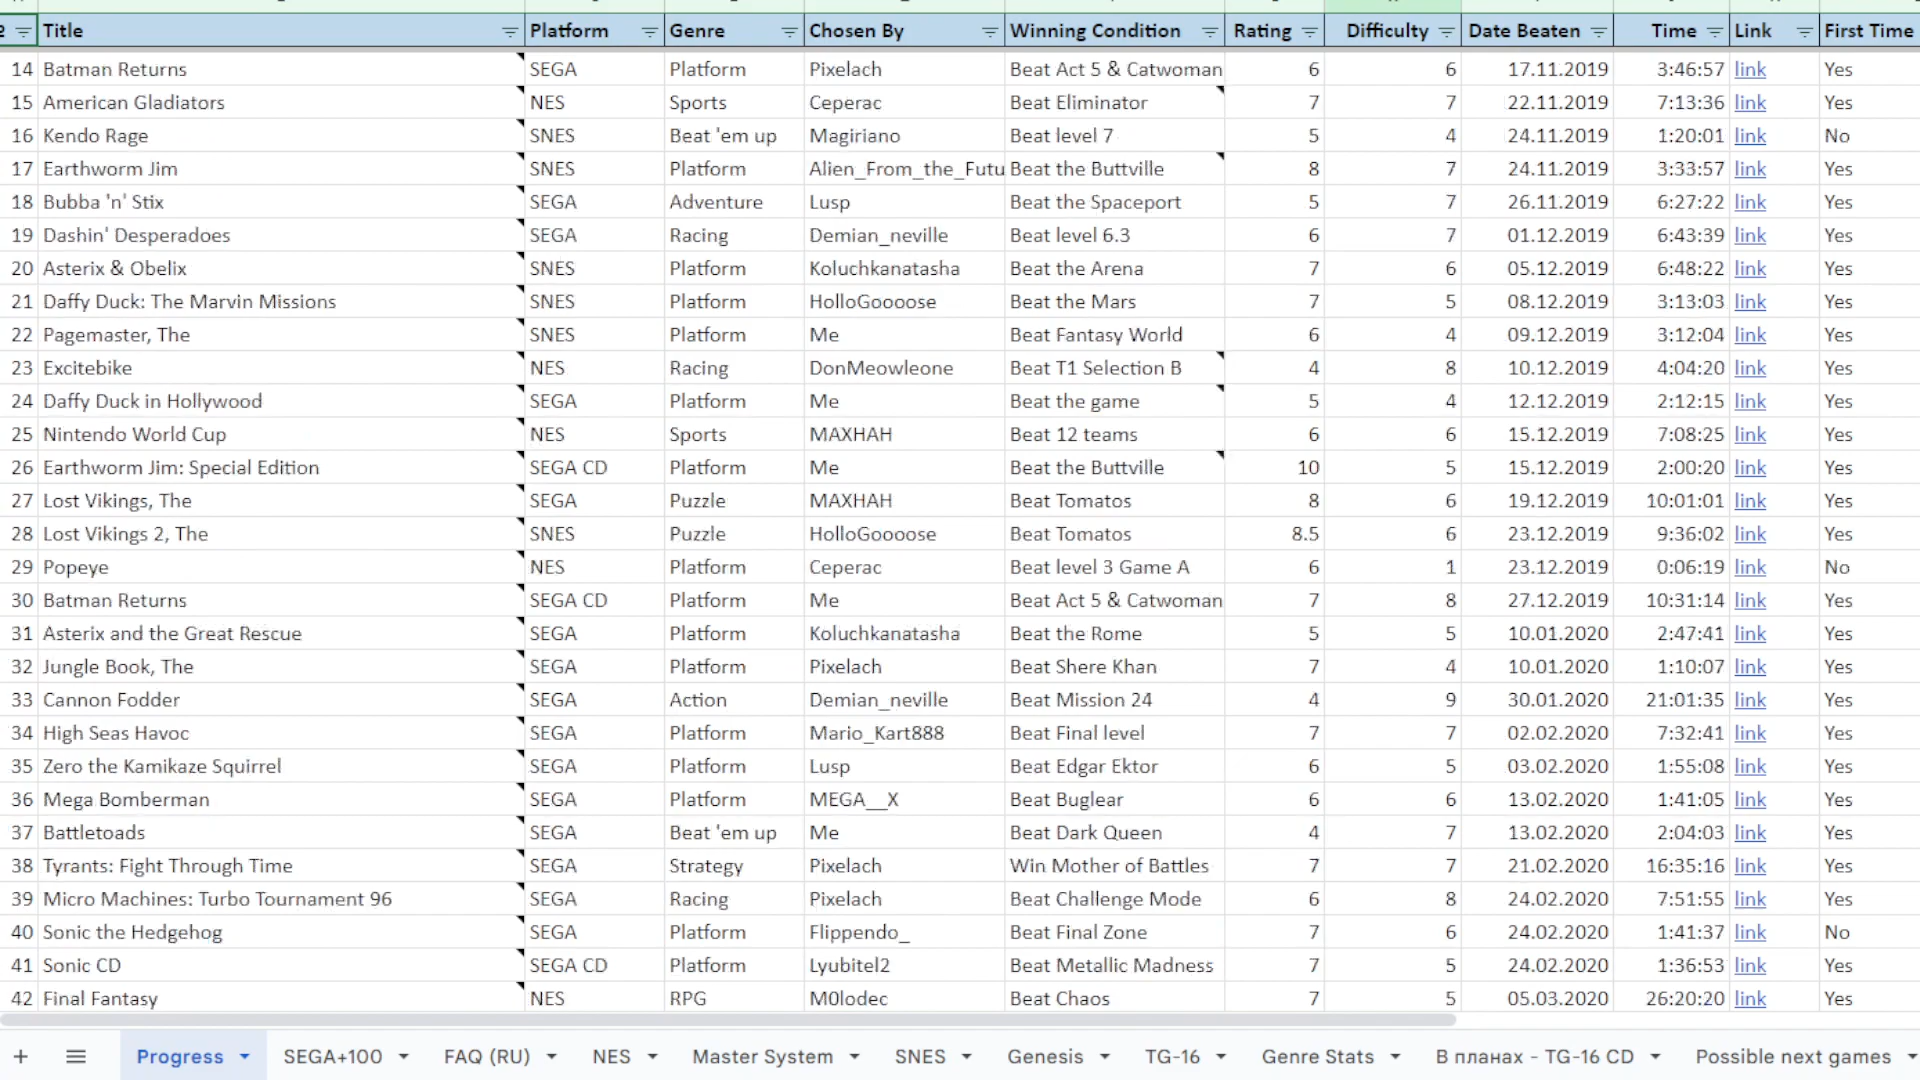 2 Title Platform Genre Chosen By Winning Condition Rating Difficulty Date Beaten Time Link First Time
14 Batman Returns SEGA Platform Pixelach Beat Act 5 & Catwoman 6 6 17.11.2019 3:46:57 link Yes
15 American Gladiators NES Sports Ceperac Beat Eliminator 7 7 22.11.2019 7:13:36 link Yes
16 Kendo Rage SNES Beat 'em up Magiriano Beat level 7 5 4 24.11.2019 1:20:01 link No
17 Earthworm Jim SNES Platform Alien_From_the_Futu Beat the Buttville 8 7 24.11.2019 3:33:57 link Yes
18 Bubba 'n' Stix SEGA Adventure Lusp Beat the Spaceport 5 7 26.11.2019 6:27:22 link Yes
19 Dashin' Desperadoes SEGA Racing Demian_neville Beat level 6.3 6 7 01.12.2019 6:43:39 link Yes
20 Asterix & Obelix SNES Platform Koluchkanatasha Beat the Arena 7 6 05.12.2019 6:48:22 link Yes
21 Daffy Duck: The Marvin Missions SNES Platform HolloGoooose Beat the Mars 7 5 08.12.2019 3:13:03 link Yes
22 Pagemaster, The SNES Platform Me Beat Fantasy World 6 4 09.12.2019 3:12:04 link Yes
23 Excitebike NES Racing DonMeowleone Beat T1 Selection B 4 8 10.12.2019 4:04:20 link Yes
24 Daffy Duck in Hollywood SEGA Platform Me Beat the game 5 4 12.12.2019 2:12:15 link Yes
25 Nintendo World Cup NES Sports MAXHAH Beat 12 teams 6 6 15.12.2019 7:08:25 link Yes
26 Earthworm Jim: Special Edition SEGA CD Platform Me Beat the Buttville 10 5 15.12.2019 2:00:20 link Yes
27 Lost Vikings, The SEGA Puzzle MAXHAH Beat Tomatos 8 6 19.12.2019 10:01:01 link Yes
28 Lost Vikings 2, The SNES Puzzle HolloGoooose Beat Tomatos 8.5 6 23.12.2019 9:36:02 link Yes
29 Popeye NES Platform Ceperac Beat level 3 Game A 6 1 23.12.2019 0:06:19 link No
30 Batman Returns SEGA CD Platform Me Beat Act 5 & Catwoman 7 8 27.12.2019 10:31:14 link Yes
31 Asterix and the Great Rescue SEGA Platform Koluchkanatasha Beat the Rome 5 5 10.01.2020 2:47:41 link Yes
32 Jungle Book, The SEGA Platform Pixelach Beat Shere Khan 7 4 10.01.2020 1:10:07 link Yes
33 Cannon Fodder SEGA Action Demian_neville Beat Mission 24 4 9 30.01.2020 21:01:35 link Yes
34 High Seas Havoc SEGA Platform Mario_Kart888 Beat Final level 7 7 02.02.2020 7:32:41 link Yes
35 Zero the Kamikaze Squirrel SEGA Platform Lusp Beat Edgar Ektor 6 5 03.02.2020 1:55:08 link Yes
36 Mega Bomberman SEGA Platform MEGA__X Beat Buglear 6 6 13.02.2020 1:41:05 link Yes
37 Battletoads SEGA Beat 'em up Me Beat Dark Queen 4 7 13.02.2020 2:04:03 link Yes
38 Tyrants: Fight Through Time SEGA Strategy Pixelach Win Mother of Battles 7 7 21.02.2020 16:35:16 link Yes
39 Micro Machines: Turbo Tournament 96 SEGA Racing Pixelach Beat Challenge Mode 6 8 24.02.2020 7:51:55 link Yes
40 Sonic the Hedgehog SEGA Platform Flippendo_ Beat Final Zone 7 6 24.02.2020 1:41:37 link No
41 Sonic CD SEGA CD Platform Lyubitel2 Beat Metallic Madness 7 5 24.02.2020 1:36:53 link Yes
42 Final Fantasy NES RPG M0lodec Beat Chaos 7 5 05.03.2020 26:20:20 link Yes
+ Progress SEGA+100 FAQ (RU) NES Master System SNES Genesis TG-16 Genre Stats В планах - TG-16 CD Possible next games